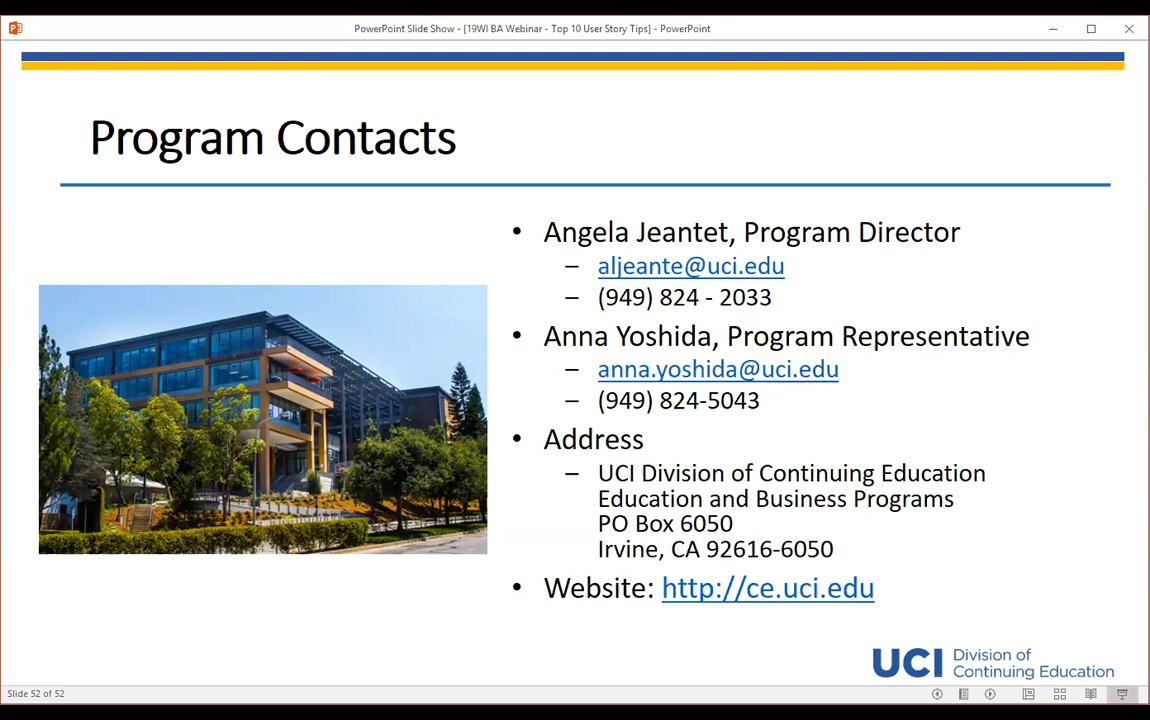 PowerPoint Slide Show - [19WI BA Webinar - Top 10 User Story Tips] - PowerPoint
Program Contacts
• Angela Jeantet, Program Director
– aljeante@uci.edu
– (949) 824 - 2033
• Anna Yoshida, Program Representative
– anna.yoshida@uci.edu
– (949) 824-5043
• Address
– UCI Division of Continuing Education
Education and Business Programs
PO Box 6050
Irvine, CA 92616-6050
• Website: http://ce.uci.edu
UCI Division of
Continuing Education
Slide 52 of 52